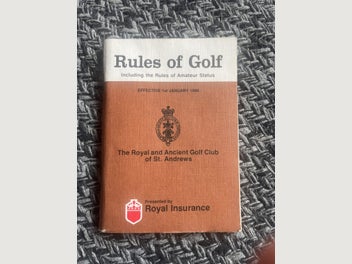 Rules of Golf
Including the Rules of Amateur Status
EFFECTIVE 1st JANUARY
The Royal and Ancient Golf Club
of St. Andrews
Presented by
Royal Insurance